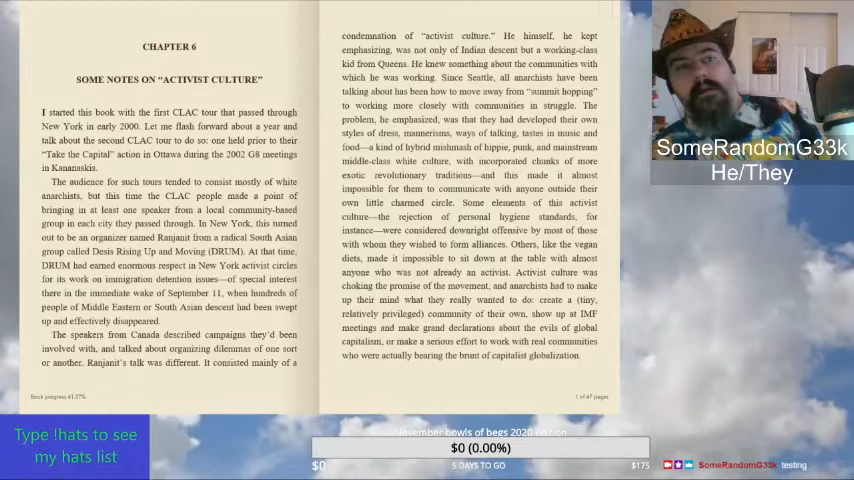 CHAPTER 6
SOME NOTES ON “ACTIVIST CULTURE”
I started this book with the first CLAC tour that passed through
New York in early 2000. Let me flash forward about a year and
talk about the second CLAC tour to do so: one held prior to their
“Take the Capital” action in Ottawa during the 2002 G8 meetings
in Kananaskis.
The audience for such tours tended to consist mostly of white
anarchists, but this time the CLAC people made a point of
bringing in at least one speaker from a local community-based
group in each city they passed through. In New York, this turned
out to be an organizer named Ranjanit from a radical South Asian
group called Desis Rising Up and Moving (DRUM). At that time,
DRUM had earned enormous respect in New York activist circles
for its work on immigration detention issues—of special interest
there in the immediate wake of September 11, when hundreds of
people of Middle Eastern or South Asian descent had been swept
up and effectively disappeared.
The speakers from Canada described campaigns they’d been
involved with, and talked about organizing dilemmas of one sort
or another. Ranjanit’s talk was different. It consisted mainly of a
Book progress 41.37%
condemnation of “activist culture.” He himself, he kept
emphasizing, was not only of Indian descent but a working-class
kid from Queens. He knew something about the communities with
which he was working. Since Seattle, all anarchists have been
talking about has been how to move away from “summit hopping”
to working more closely with communities in struggle. The
problem, he emphasized, was that they had developed their own
styles of dress, mannerisms, ways of talking, tastes in music and
food—a kind of hybrid mishmash of hippie, punk, and mainstream
middle-class white culture, with incorporated chunks of more
exotic revolutionary traditions—and this made it almost
impossible for them to communicate with anyone outside their
own little charmed circle. Some elements of this activist
culture—the rejection of personal hygiene standards, for
instance—were considered downright offensive by most of those
with whom they wished to form alliances. Others, like the vegan
diets, made it impossible to sit down at the table with almost
anyone who was not already an activist. Activist culture was
choking the promise of the movement, and anarchists had to make
up their mind what they really wanted to do: create a (tiny,
relatively privileged) community of their own, show up at IMF
meetings and make grand declarations about the evils of global
capitalism, or make a serious effort to work with real communities
who were actually bearing the brunt of capitalist globalization.
1 of 47 pages
SomeRandomG33k
He/They
Type !hats to see
my hats list
bowls of begs 2020 edition
$0 (0.00%)
$0
5 DAYS TO GO
$175
SomeRandomG33k testing